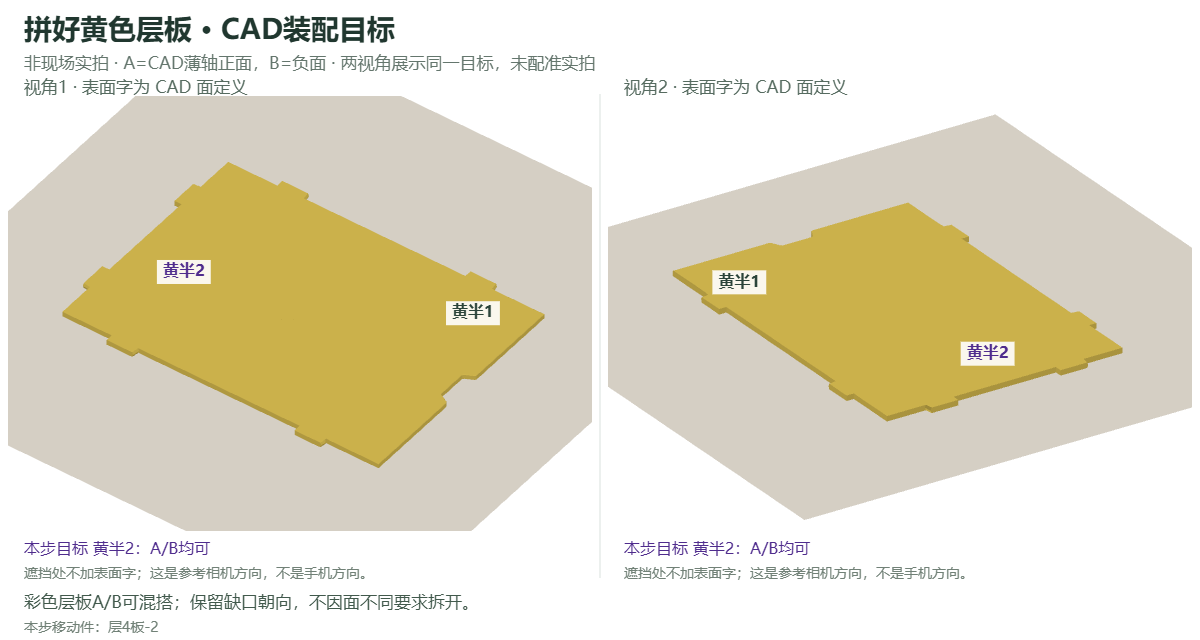 拼好黄色层板 • CAD装配目标
非现场实拍 · A=CAD薄轴正面，B=负面 · 两视角展示同一目标，未配准实拍
视角1 · 表面字为 CAD 面定义
视角2 · 表面字为 CAD 面定义
黄半2
黄半1
黄半1
黄半2
本步目标 黄半2：A/B均可
本步目标 黄半2：A/B均可
遮挡处不加表面字；这是参考相机方向，不是手机方向。
遮挡处不加表面字；这是参考相机方向，不是手机方向。
彩色层板A/B可混搭；保留缺口朝向，不因面不同要求拆开。
本步移动件：层4板-2